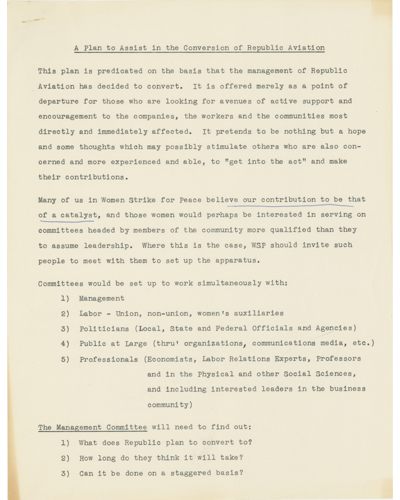 A Plan to Assist in the Conversion of Republic Aviation
This plan is predicated on the basis that the management of Republic
Aviation has decided to convert. It is offered merely as a point of
departure for those who are looking for avenues of active support and
encouragement to the companies, the workers and the communities most
directly and immediately affected. It pretends to be nothing but a hope
and some thoughts which may possibly stimulate others who are also con-
cerned and more experienced and able, to "get into the act" and make
their contributions.
Many of us in Women Strike for Peace believe our contribution to be that
of a catalyst, and those women would perhaps be interested in serving on
committees headed by members of the community more qualified than they
to assume leadership. Where this is the case, WSP should invite such
people to meet with them to set up the apparatus.
Committees would be set up to work simultaneously with:
1) Management
2) Labor - Union, non-union, women's auxiliaries
3) Politicians (Local, State and Federal Officials and Agencies)
4) Public at Large (thru' organizations, communications media, etc.)
5) Professionals (Economists, Labor Relations Experts, Professors
and in the Physical and other Social Sciences,
and including interested leaders in the business
community)
The Management Committee will need to find out:
1) What does Republic plan to convert to?
2) How long do they think it will take?
3) Can it be done on a staggered basis?